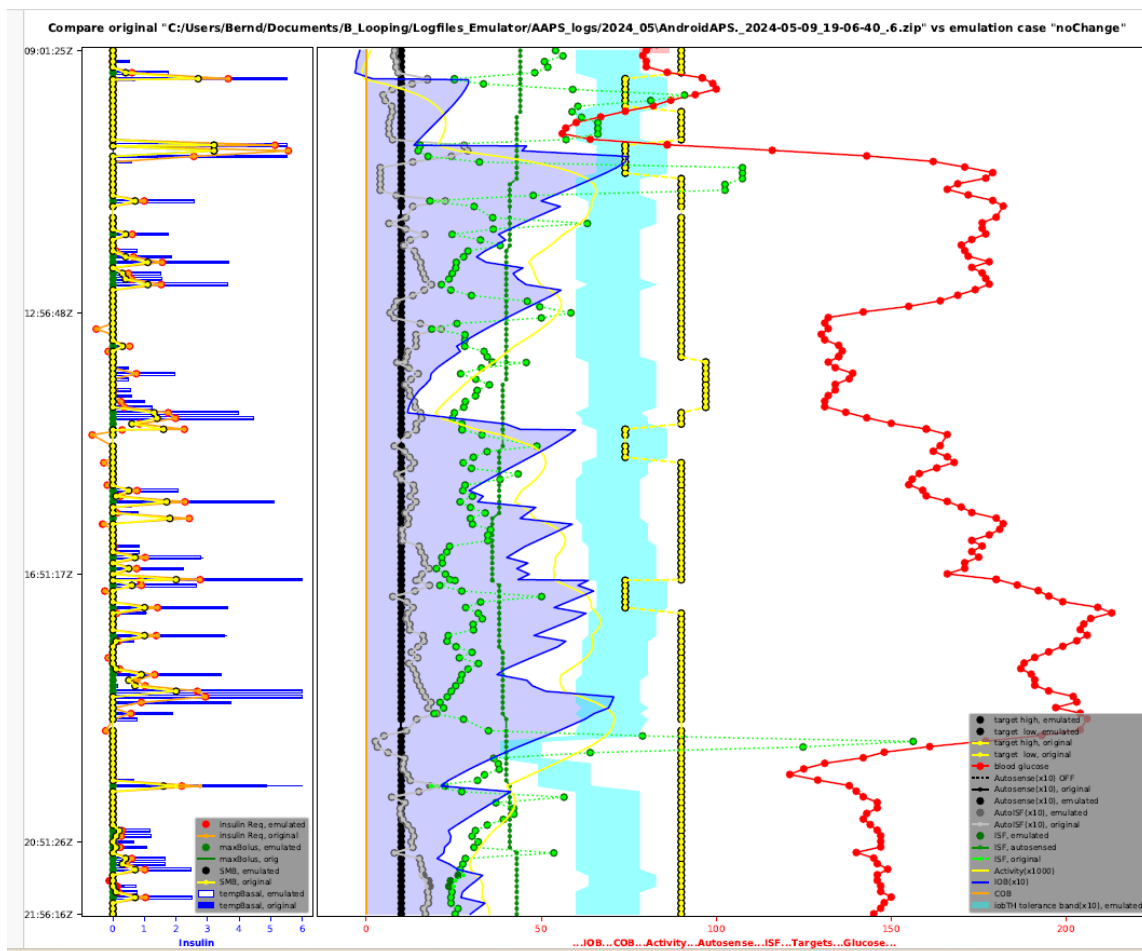 Compare original "C:/Users/Bernd/Documents/B_Looping/Logfiles_Emulator/AAPS_logs/2024_05\AndroidAPS._2024-05-09_19-06-40_.6.zip" vs emulation case "noChange"
09:01:25Z
12:56:48Z
16:51:17Z
20:51:26Z
21:56:16Z
insulin Req, emulated
insulin Req, original
maxBolus, emulated
maxBolus, orig
SMB, emulated
SMB, original
tempBasal, emulated
tempBasal, original
target high, emulated
target low, emulated
target high, original
target low, original
blood glucose
Autosense(x10) OFF
Autosense(x10), original
Autosense(x10), emulated
AutoISF(x10), emulated
AutoISF(x10), original
ISF, emulated
ISF, autosensed
ISF, original
Activity(x1000)
IOB(x10)
COB
iobTH tolerance band(x10), emulated
0 1 2 3 4 5 6
Insulin
0 50 100 150 200
...IOB...COB...Activity...Autosense...ISF...Targets...Glucose...